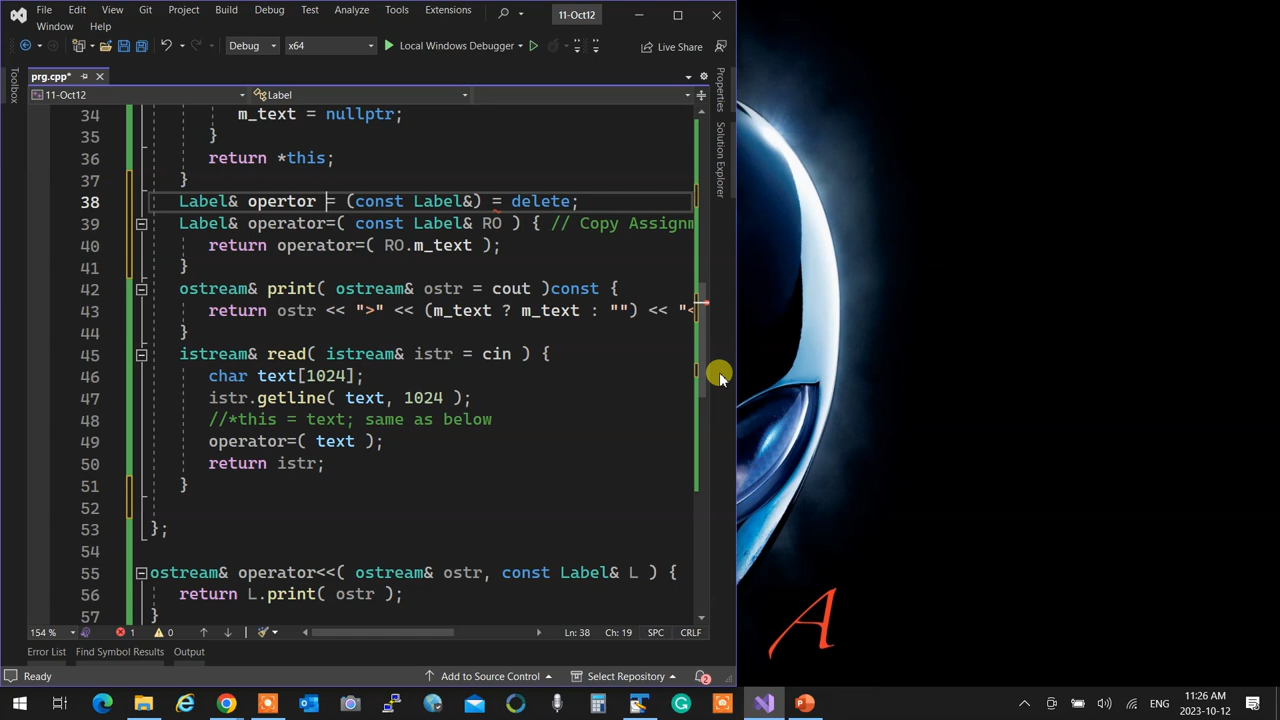 File Edit View Git Project Build Debug Test Analyze Tools Extensions 11-Oct12
Window Help
Debug x64 Local Windows Debugger Live Share
Toolbox
prg.cpp*
11-Oct12 Label
Properties
Solution Explorer
34 m_text = nullptr;
35 }
36 return *this;
37 }
38 Label& opertor = (const Label&) = delete;
39 Label& operator=( const Label& RO ) { // Copy Assignm
40 return operator=( RO.m_text );
41 }
42 ostream& print( ostream& ostr = cout )const {
43 return ostr << ">" << (m_text ? m_text : "") << "<
44 }
45 istream& read( istream& istr = cin ) {
46 char text[1024];
47 istr.getline( text, 1024 );
48 //*this = text; same as below
49 operator=( text );
50 return istr;
51 }
52
53 };
54
55 ostream& operator<<( ostream& ostr, const Label& L ) {
56 return L.print( ostr );
57 }
154 % 1 0 Ln: 38 Ch: 19 SPC CRLF
Error List Find Symbol Results Output
Ready Add to Source Control Select Repository 2
A
ENG 11:26 AM
2023-10-12